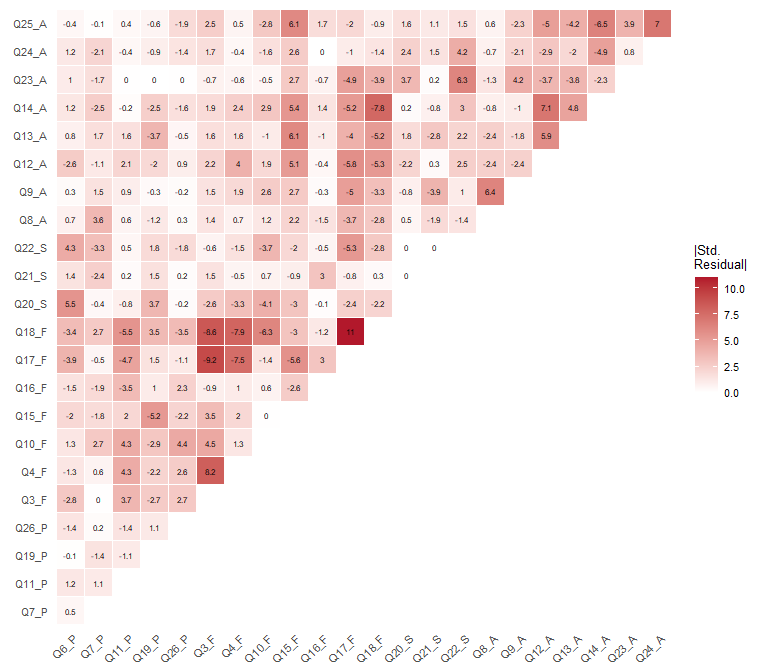 Q25_A -0.4 -0.1 0.4 -0.6 -1.9 2.5 0.5 -2.8 6.1 1.7 -2 -0.9 1.6 1.1 1.5 0.6 -2.3 -5 -4.2 -6.5 3.9 7
Q24_A 1.2 -2.1 -0.4 -0.9 -1.4 1.7 0.4 -1.6 2.6 0 -1 -1.4 2.4 1.5 4.2 -0.7 -2.1 -2.9 -2 -4.9 0.8
Q23_A 1 -1.7 0 0 0 -0.7 -0.6 -0.5 2.7 -0.7 -4.9 -3.9 3.7 0.2 6.3 -1.3 4.2 -3.7 -3.8 -2.3
Q14_A 1.2 -2.5 -0.2 -2.5 -1.6 1.9 2.4 2.9 5.4 1.4 -5.2 -7.8 0.2 -0.8 3 -0.8 -1 7.1 4.8
Q13_A 0.8 1.7 1.6 -3.7 -0.5 1.6 1.6 -1 6.1 -1 -4 -5.2 1.8 -2.8 2.2 -2.4 -1.8 5.9
Q12_A -2.6 -1.1 2.1 -2 0.9 2.2 4 1.9 5.1 -0.4 -5.8 -5.3 -2.2 0.3 2.5 -2.4 -2.4
Q9_A 0.3 1.5 0.9 -0.3 -0.2 1.5 1.9 2.6 2.7 -0.3 -5 -3.3 -0.8 -3.9 1 6.4
Q8_A 0.7 3.6 0.6 -1.2 0.3 1.4 0.7 1.2 2.2 -1.5 -3.7 -2.8 0.5 -1.9 -1.4
Q22_S 4.3 -3.3 0.5 1.8 -1.8 -0.6 -1.5 -3.7 -2 -0.5 -5.3 -2.8 0 0
Q21_S 1.4 -2.4 0.2 1.5 0.2 1.5 -0.5 0.7 -0.9 3 -0.8 0.3 0
Q20_S 5.5 -0.4 -0.8 3.7 -0.2 -2.6 -3.3 -4.1 -3 -0.1 -2.4 -2.2
Q18_F -3.4 2.7 -5.5 3.5 -3.5 -8.6 -7.9 -6.3 -3 -1.2 11
Q17_F -3.9 -0.5 -4.7 1.5 -1.1 -9.2 -7.5 -1.4 -5.6 3
Q16_F -1.5 -1.9 -3.5 1 2.3 -0.9 1 0.6 -2.6
Q15_F -2 -1.8 2 -5.2 -2.2 3.5 2 0
Q10_F 1.3 2.7 4.3 -2.9 4.4 4.5 1.3
Q4_F -1.3 0.6 4.3 -2.2 2.6 8.2
Q3_F -2.8 0 3.7 -2.7 2.7
Q26_P -1.4 0.2 -1.4 1.1
Q19_P -0.1 -1.4 -1.1
Q11_P 1.2 1.1
Q7_P 0.5
Q6_P Q7_P Q11_P Q19_P Q26_P Q3_F Q4_F Q10_F Q15_F Q16_F Q17_F Q18_F Q20_S Q21_S Q22_S Q8_A Q9_A Q12_A Q13_A Q14_A Q23_A Q24_A
|Std.
Residual|
10.0
7.5
5.0
2.5
0.0